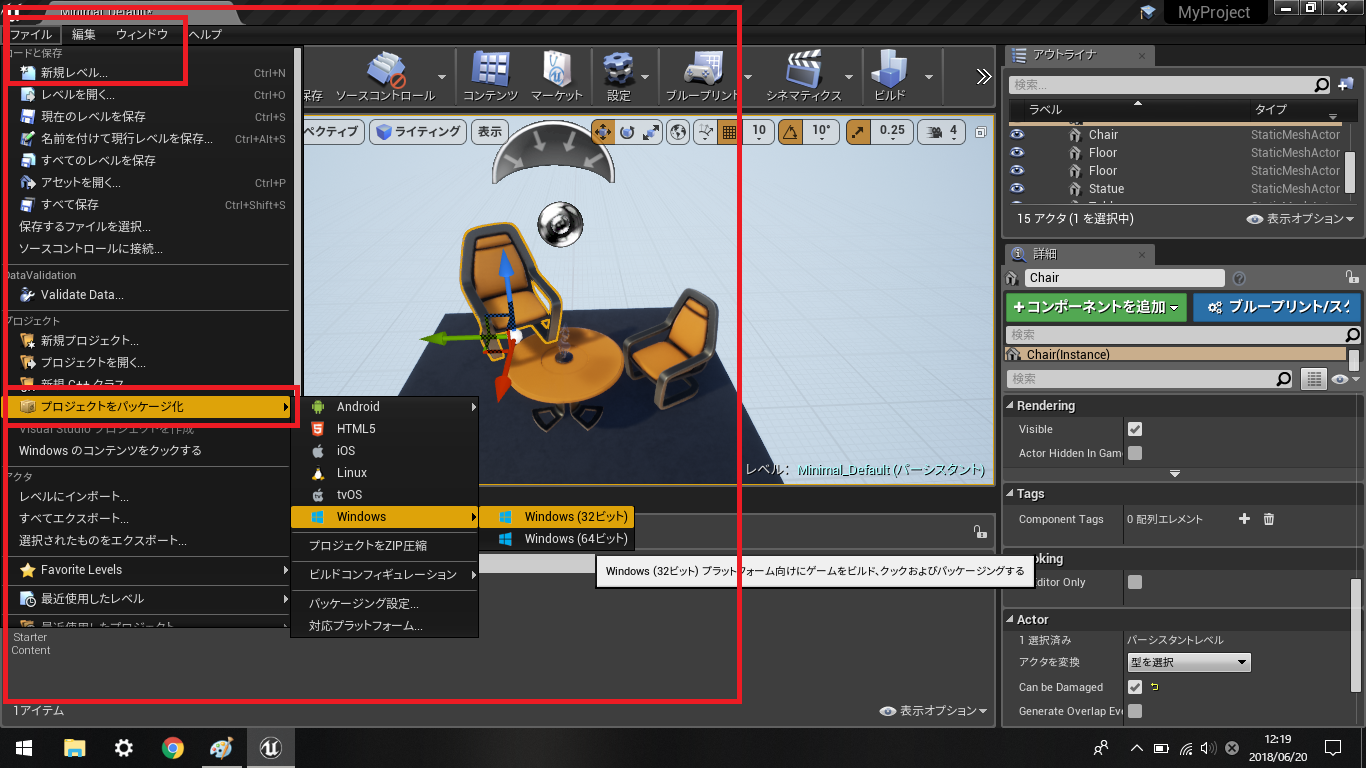 Minimal_Default*
MyProject
ファイル 編集 ウィンドウ ヘルプ
ロードと保存
新規レベル... Ctrl+N
レベルを開く... Ctrl+O
現在のレベルを保存 Ctrl+S
名前を付けて現行レベルを保存... Ctrl+Alt+S
すべてのレベルを保存
アセットを開く... Ctrl+P
すべて保存 Ctrl+Shift+S
保存するファイルを選択...
ソースコントロールに接続...
DataValidation
Validate Data...
プロジェクト
新規プロジェクト...
プロジェクトを開く...
新規 C++ クラス
プロジェクトをパッケージ化
Visual Studio プロジェクトを作成
Windows のコンテンツをクックする
アクタ
レベルにインポート...
すべてエクスポート...
選択されたものをエクスポート...
Favorite Levels
最近使用したレベル
最近使用したプロジェクト
Starter
Content
1アイテム
Android
HTML5
iOS
Linux
tvOS
Windows
プロジェクトをZIP圧縮
ビルドコンフィギュレーション
パッケージング設定...
対応プラットフォーム...
Windows (32ビット)
Windows (64ビット)
Windows (32ビット) プラットフォーム向けにゲームをビルド、クックおよびパッケージングする
保存 ソースコントロール コンテンツ マーケット 設定 ブループリント シネマティクス ビルド
ペクティブ ライティング 表示 10 10° 0.25 4
レベル: Minimal_Default (パーシスタント)
表示オプション
アウトライナ
検索...
ラベル タイプ
Chair StaticMeshActor
Floor StaticMeshActor
Floor StaticMeshActor
Statue StaticMeshActor
15 アクタ (1 を選択中) 表示オプション
詳細
Chair
+コンポーネントを追加 ブループリント/スク
検索
Chair(Instance)
検索
Rendering
Visible
Actor Hidden In Gam
Tags
Component Tags 0 配列エレメント
oking
Editor Only
Actor
1 選択済み パーシスタントレベル
アクタを変換 型を選択
Can be Damaged
Generate Overlap Eve
12:19
2018/06/20